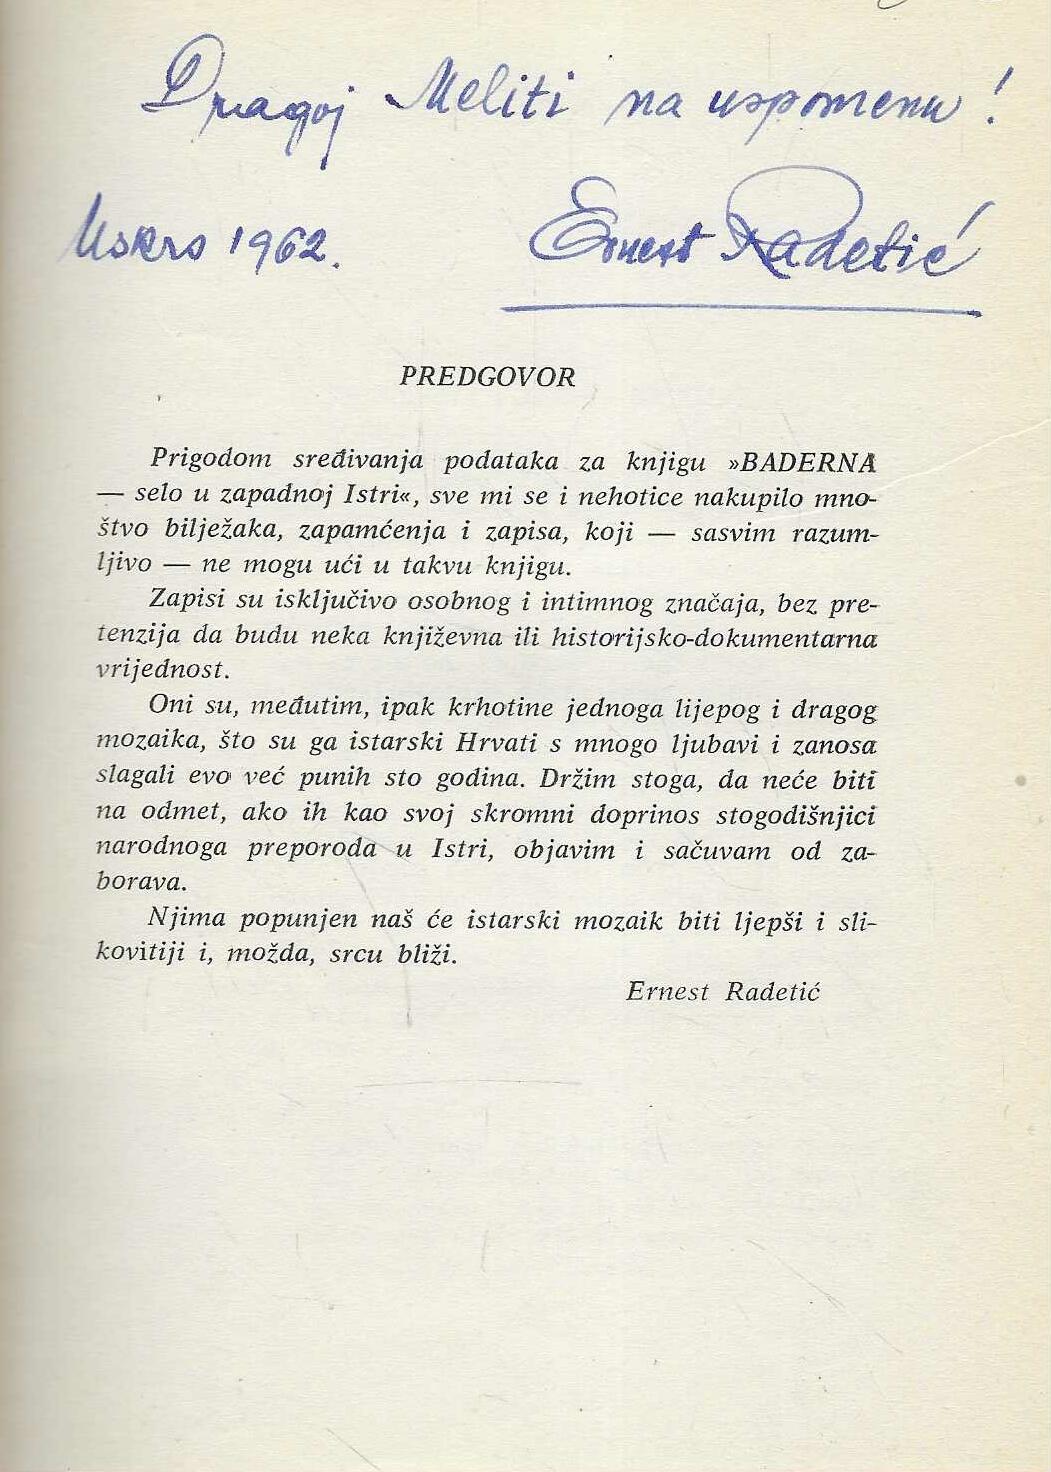 Dragoj Meliti na uspomenu!
Uskrs 1962. Ernest Radetić
PREDGOVOR
Prigodom sređivanja podataka za knjigu »BADERNA
— selo u zapadnoj Istri«, sve mi se i nehotice nakupilo mno-
štvo bilježaka, zapamćenja i zapisa, koji — sasvim razum-
ljivo — ne mogu ući u takvu knjigu.
Zapisi su isključivo osobnog i intimnog značaja, bez pre-
tenzija da budu neka književna ili historijsko-dokumentarna
vrijednost.
Oni su, međutim, ipak krhotine jednoga lijepog i dragog
mozaika, što su ga istarski Hrvati s mnogo ljubavi i zanosa
slagali evo već punih sto godina. Držim stoga, da neće biti
na odmet, ako ih kao svoj skromni doprinos stogodišnjici
narodnoga preporoda u Istri, objavim i sačuvam od za-
borava.
Njima popunjen naš će istarski mozaik biti ljepši i sli-
kovitiji i, možda, srcu bliži.
Ernest Radetić